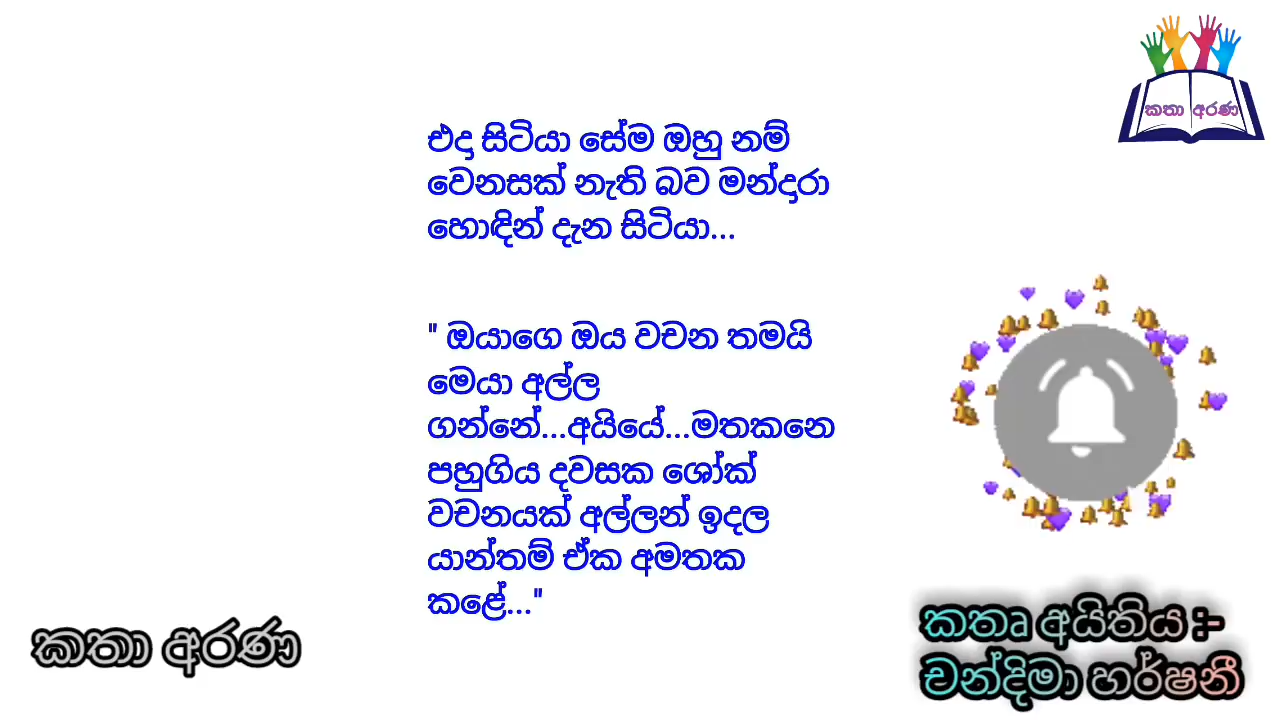 කතා අරණ
එදා සිටියා සේම ඔහු නම්
වෙනසක් නැති බව මන්දාරා
හොඳින් දැන සිටියා...
" ඔයාගෙ ඔය වචන තමයි
මෙයා අල්ල
ගන්නේ...අයියේ...මතකනෙ
පහුගිය දවසක ශෝක්
වචනයක් අල්ලන් ඉදල
යාන්තම් ඒක අමතක
කළේ..."
කතා අරණ
කතෘ අයිතිය :-
චන්දිමා හර්ෂනී